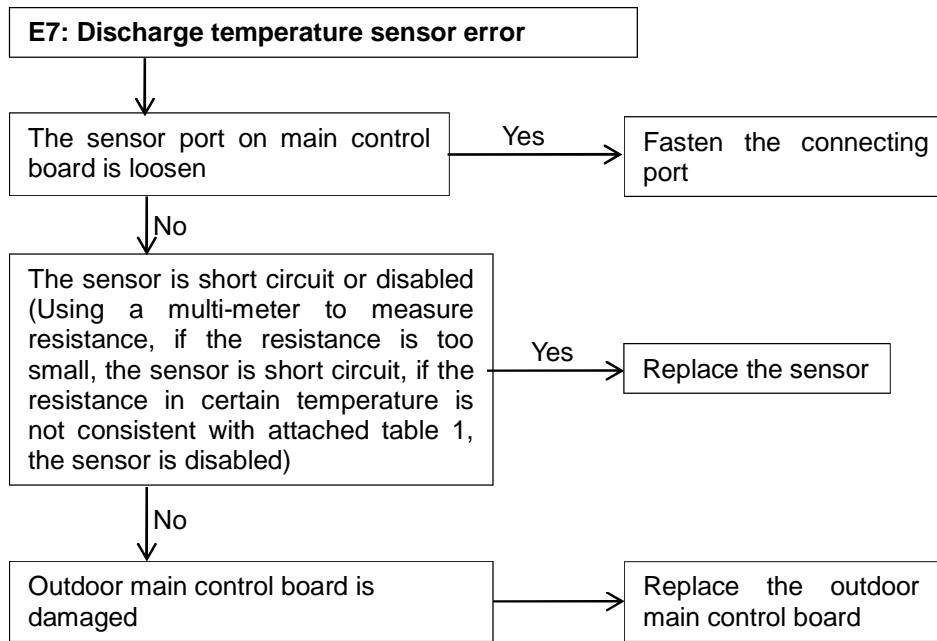 E7: Discharge temperature sensor error
The sensor port on main control
board is loosen
Yes
Fasten the connecting
port
No
The sensor is short circuit or disabled
(Using a multi-meter to measure
resistance, if the resistance is too
small, the sensor is short circuit, if the
resistance in certain temperature is
not consistent with attached table 1,
the sensor is disabled)
Yes
Replace the sensor
No
Outdoor main control board is
damaged
Replace the outdoor
main control board